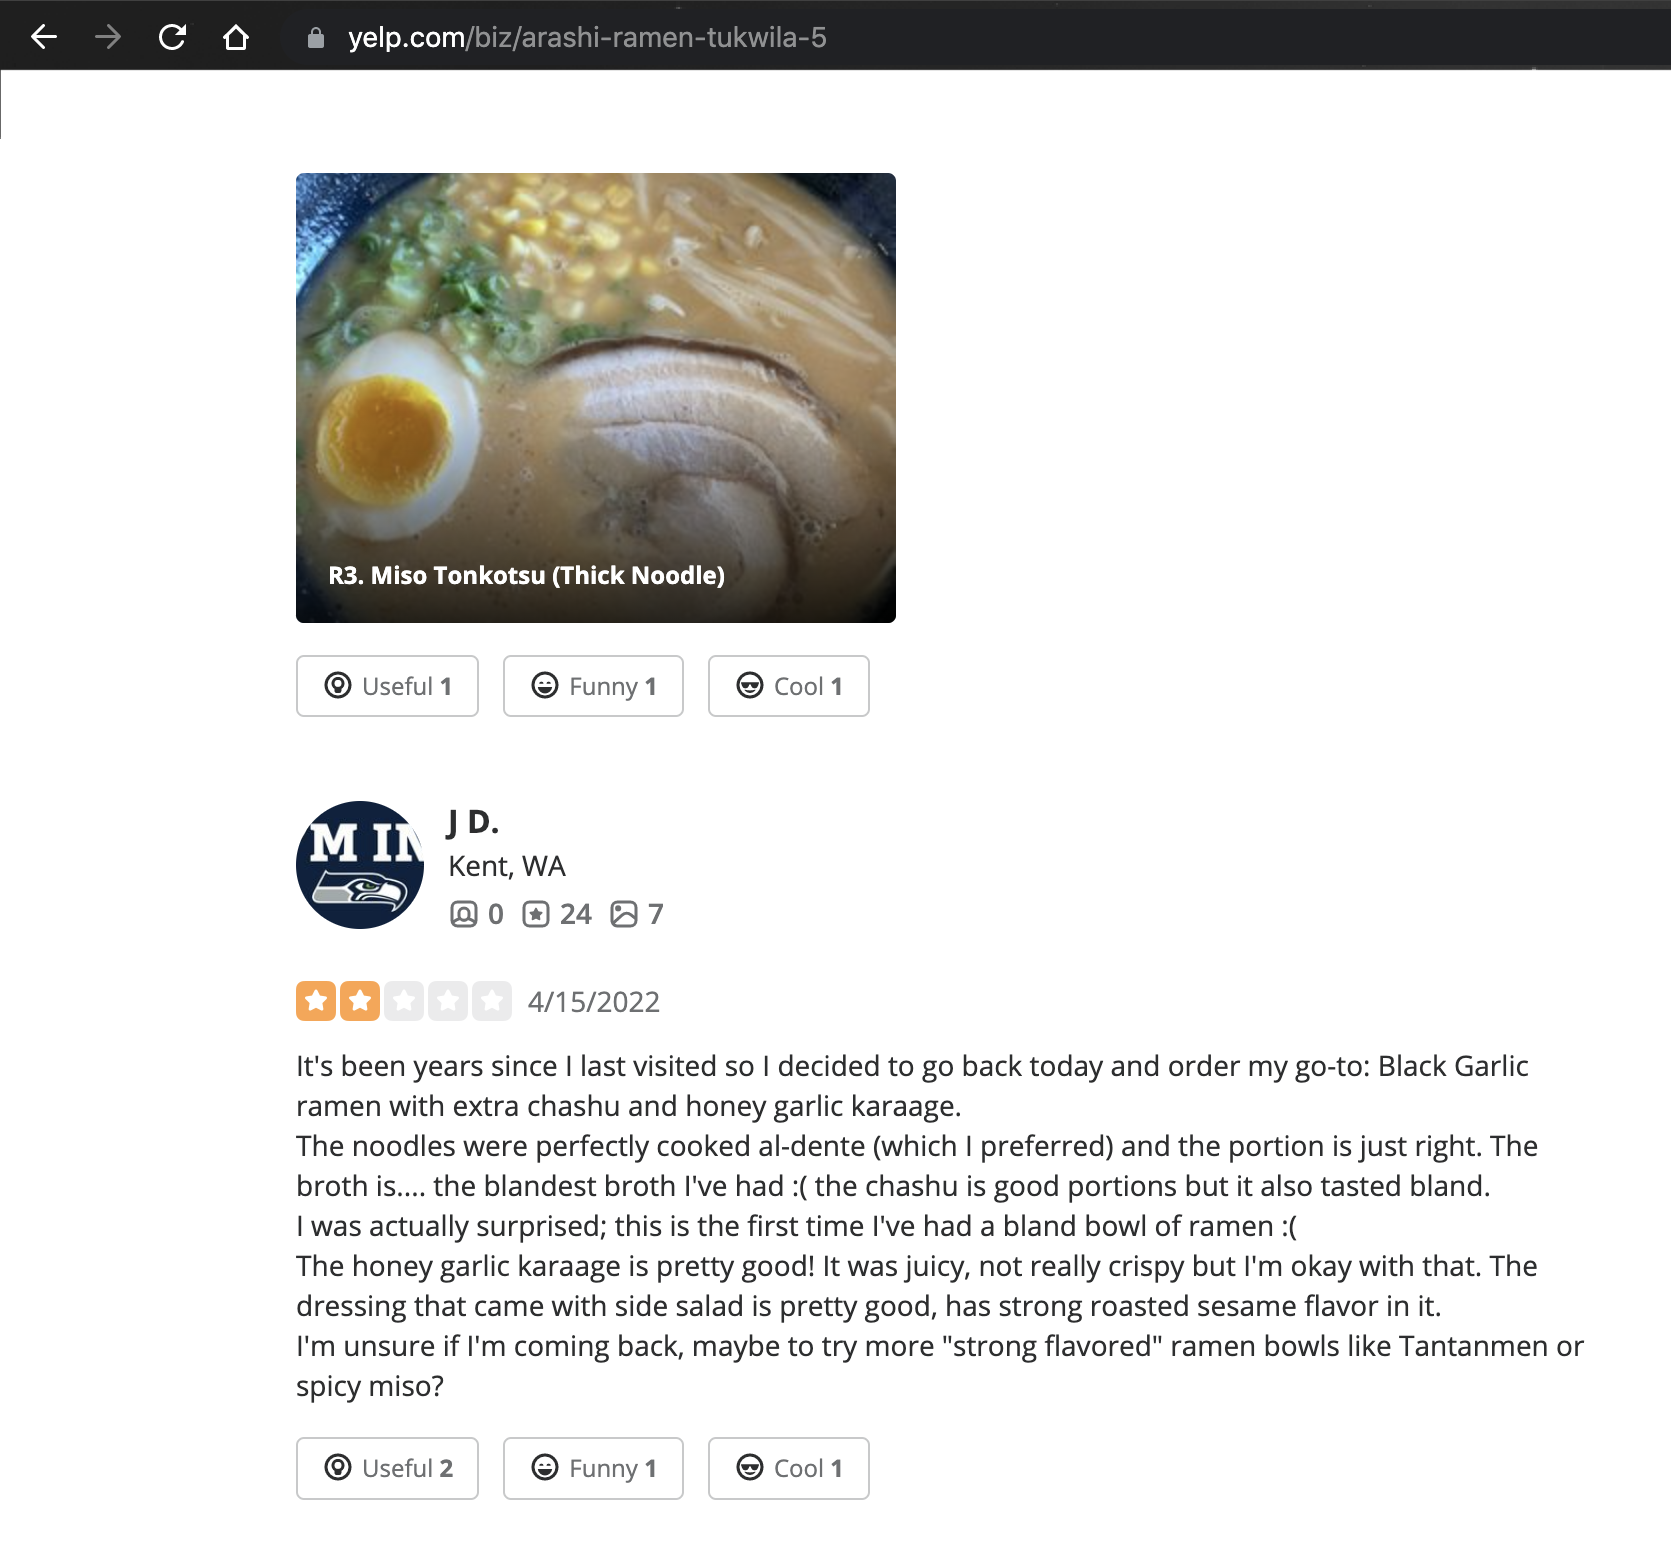 yelp.com/biz/arashi-ramen-tukwila-5
R3. Miso Tonkotsu (Thick Noodle)
Useful 1 Funny 1 Cool 1
M IN
J D.
Kent, WA
0 24 7
4/15/2022
It's been years since I last visited so I decided to go back today and order my go-to: Black Garlic
ramen with extra chashu and honey garlic karaage.
The noodles were perfectly cooked al-dente (which I preferred) and the portion is just right. The
broth is.... the blandest broth I've had :( the chashu is good portions but it also tasted bland.
I was actually surprised; this is the first time I've had a bland bowl of ramen :(
The honey garlic karaage is pretty good! It was juicy, not really crispy but I'm okay with that. The
dressing that came with side salad is pretty good, has strong roasted sesame flavor in it.
I'm unsure if I'm coming back, maybe to try more "strong flavored" ramen bowls like Tantanmen or
spicy miso?
Useful 2 Funny 1 Cool 1